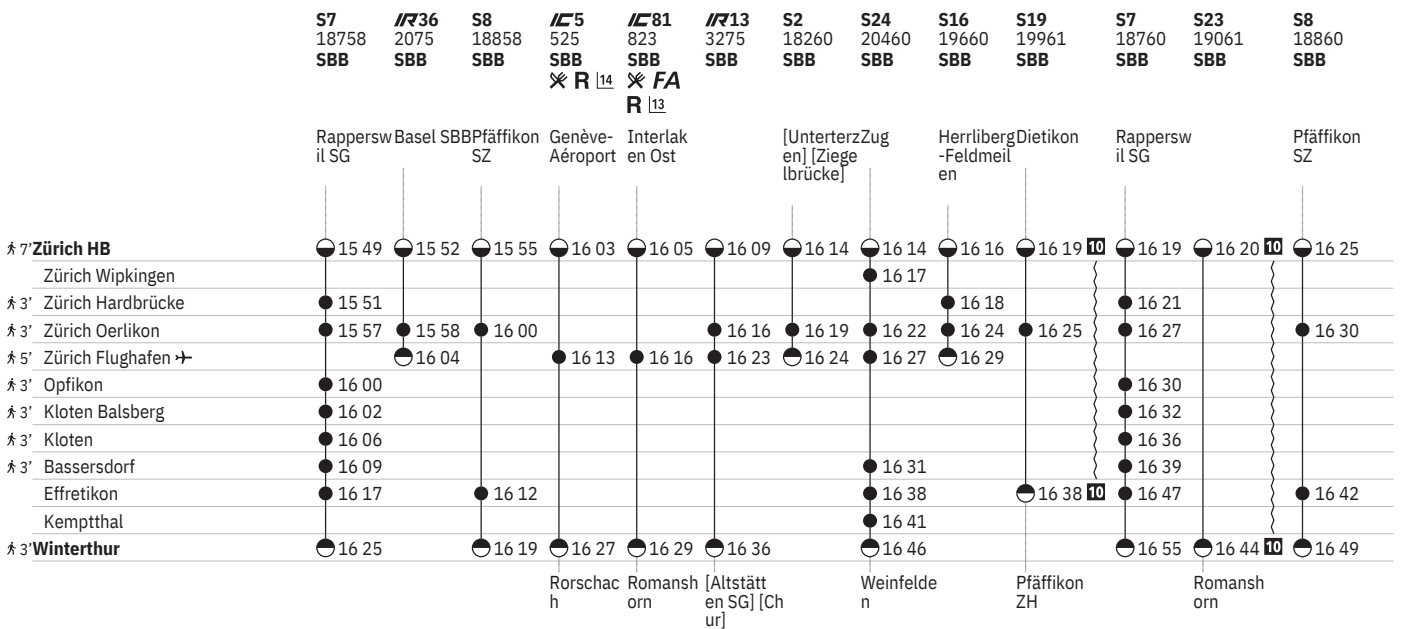 S7 IR36 S8 IC5 IC81 IR13 S2 S24 S16 S19 S7 S23 S8
18758 2075 18858 525 823 3275 18260 20460 19660 19961 18760 19061 18860
SBB SBB SBB SBB SBB SBB SBB SBB SBB SBB SBB SBB SBB
R 14 FA
R 13
Rappersw Basel SBB Pfäffikon Genève- Interlak [Unterterz Zug Herrliberg Dietikon Rappersw Pfäffikon
il SG SZ Aéroport en Ost en] [Ziege -Feldmeil il SG SZ
lbrücke] en
7’ Zürich HB 15 49 15 52 15 55 16 03 16 05 16 09 16 14 16 14 16 16 16 19 10 16 19 16 20 10 16 25
Zürich Wipkingen 16 17
3’ Zürich Hardbrücke 15 51 16 18 16 21
3’ Zürich Oerlikon 15 57 15 58 16 00 16 16 16 19 16 22 16 24 16 25 16 27 16 30
5’ Zürich Flughafen 16 04 16 13 16 16 16 23 16 24 16 27 16 29
3’ Opfikon 16 00 16 30
3’ Kloten Balsberg 16 02 16 32
3’ Kloten 16 06 16 36
3’ Bassersdorf 16 09 16 31 16 39
Effretikon 16 17 16 12 16 38 16 38 10 16 47 16 42
Kemptthal 16 41
3’ Winterthur 16 25 16 19 16 27 16 29 16 36 16 46 16 55 16 44 10 16 49
Rorschac Romansh [Altstätt Weinfelde Pfäffikon Romansh
h orn en SG] [Ch n ZH orn
ur]